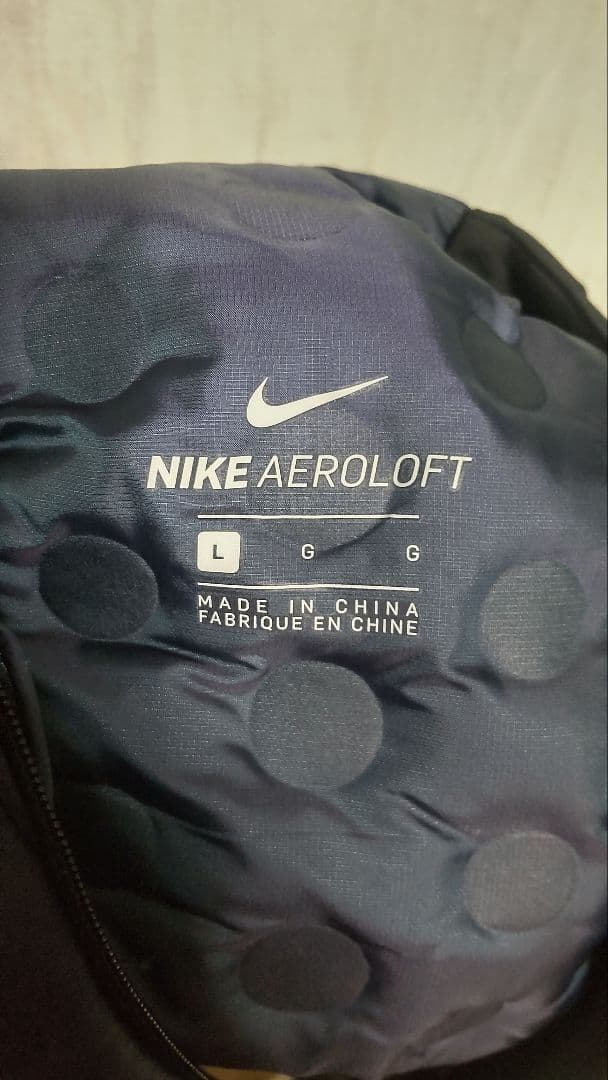 NIKE AEROLOFT
L G G
MADE IN CHINA
FABRIQUE EN CHINE